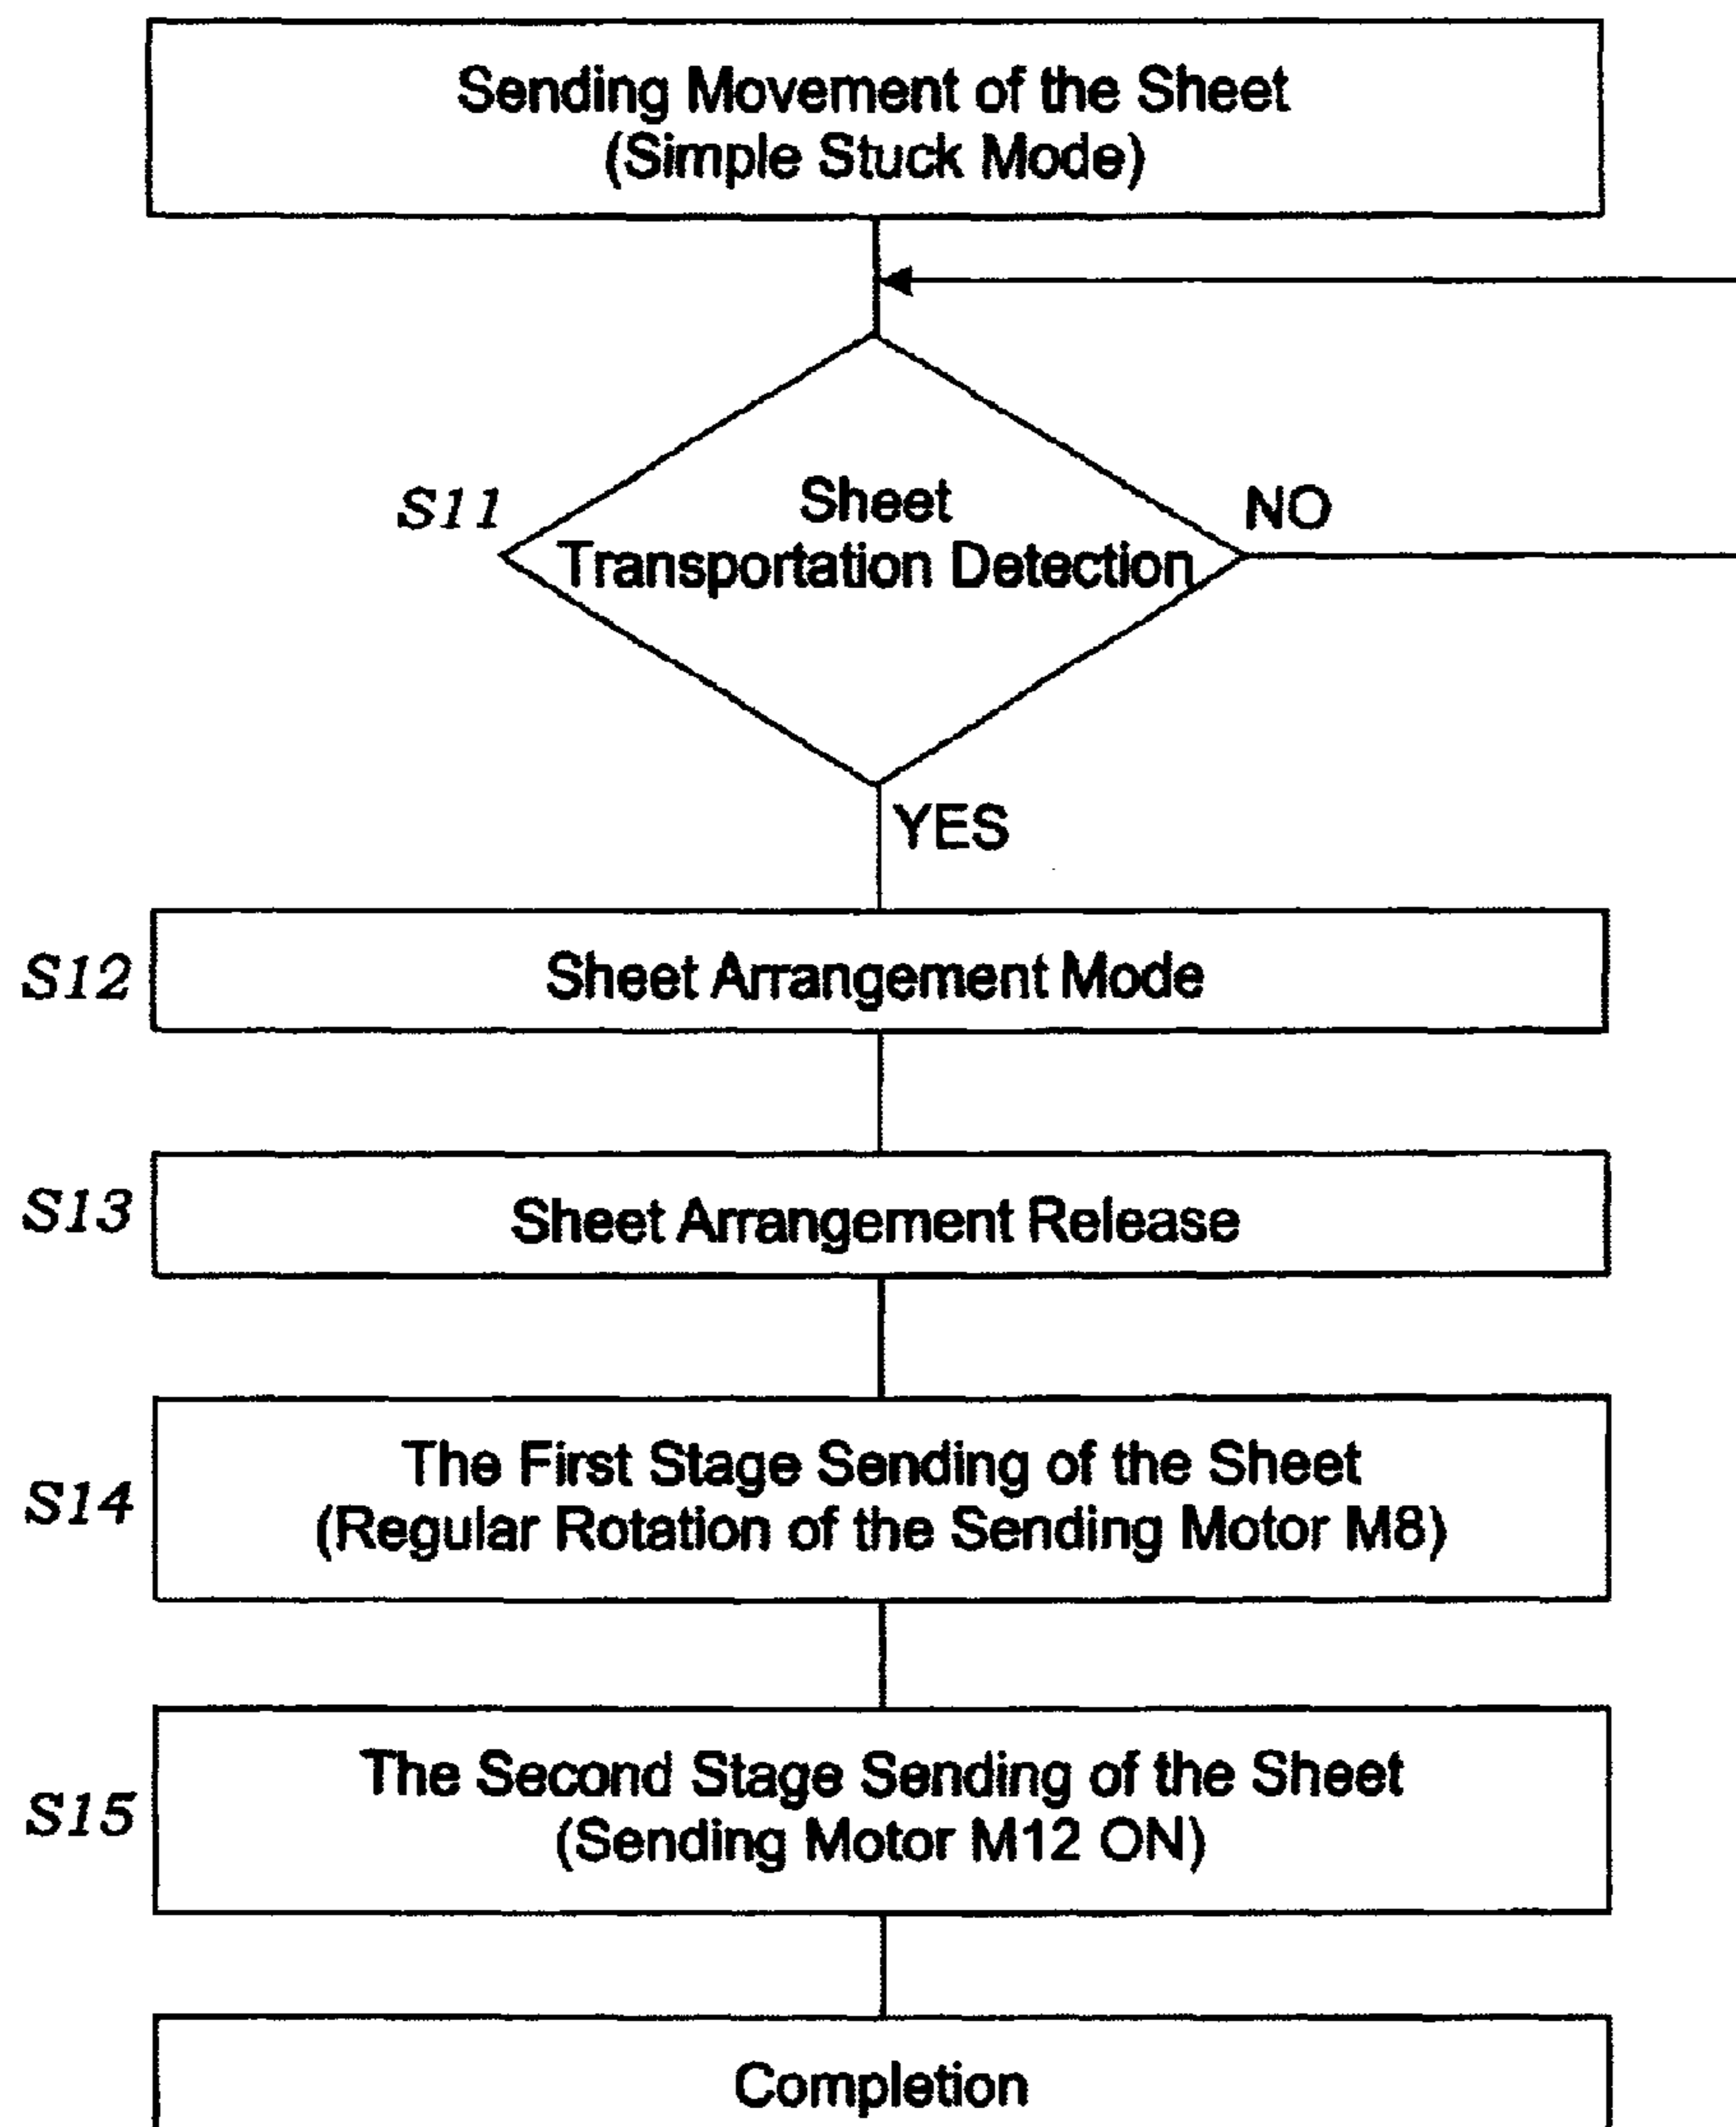 Sending Movement of the Sheet
(Simple Stuck Mode)
S11
Sheet
Transportation Detection
NO
YES
S12
Sheet Arrangement Mode
S13
Sheet Arrangement Release
S14
The First Stage Sending of the Sheet
(Regular Rotation of the Sending Motor M8)
S15
The Second Stage Sending of the Sheet
(Sending Motor M12 ON)
Completion